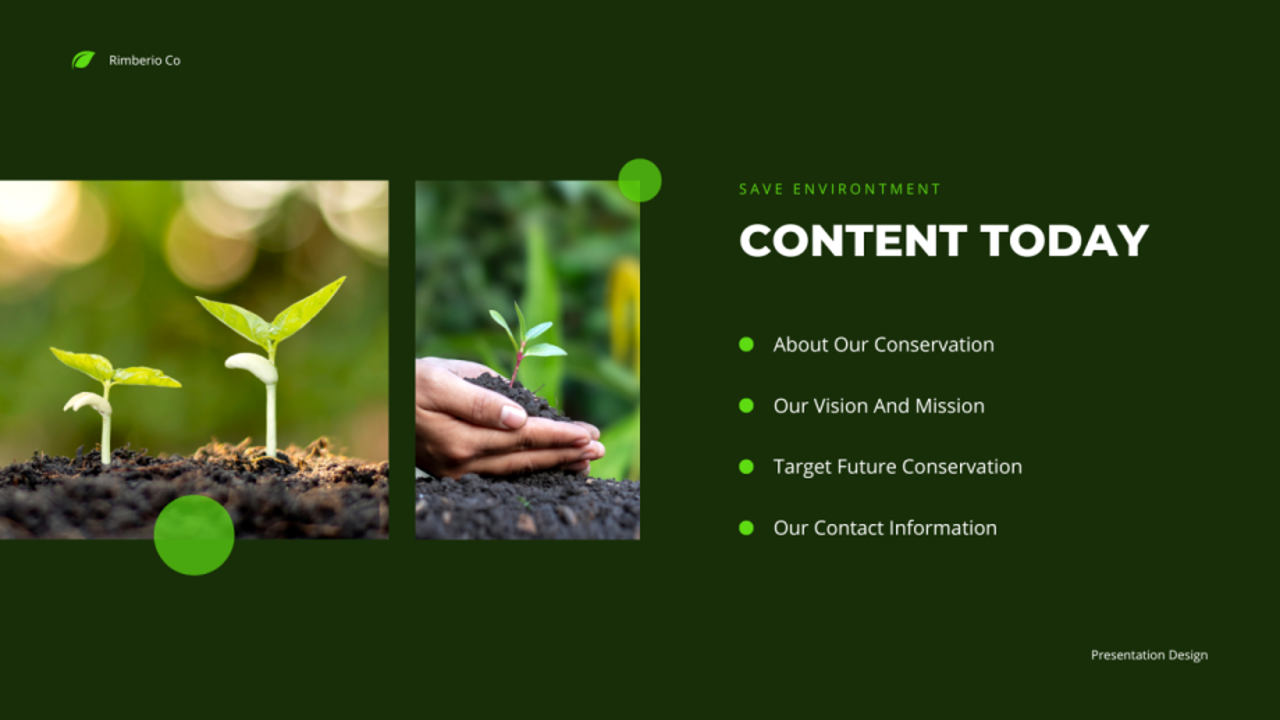 Rimberio Co
SAVE ENVIRONTMENT
CONTENT TODAY
About Our Conservation
Our Vision And Mission
Target Future Conservation
Our Contact Information
Presentation Design